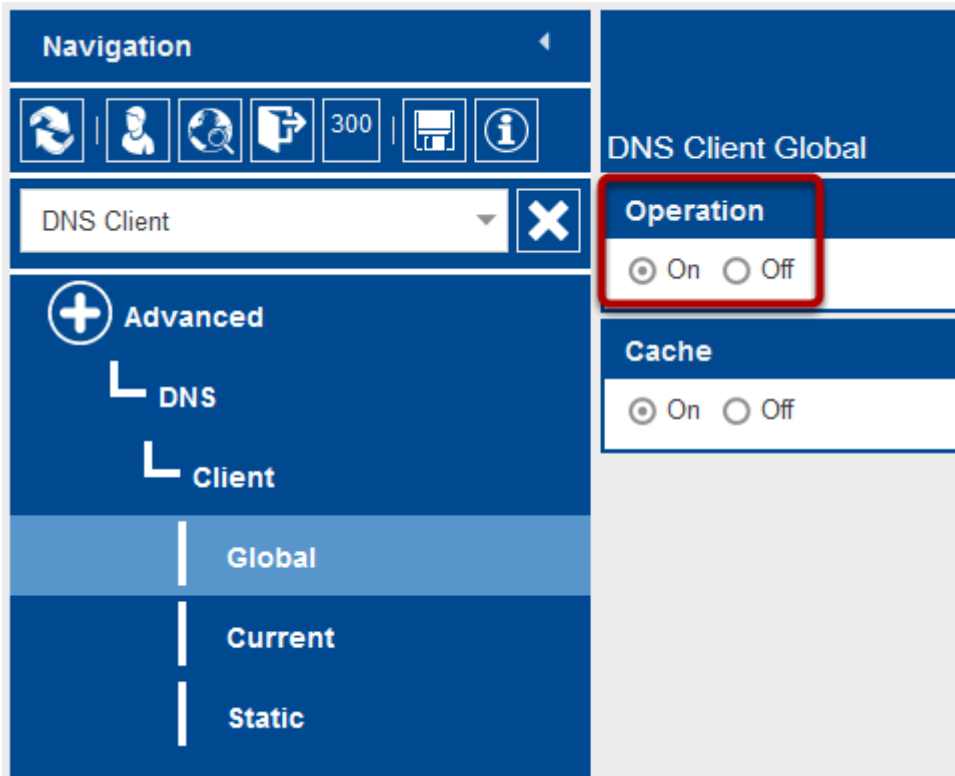 Navigation
300
DNS Client
Advanced
DNS
Client
Global
Current
Static
DNS Client Global
Operation
On Off
Cache
On Off